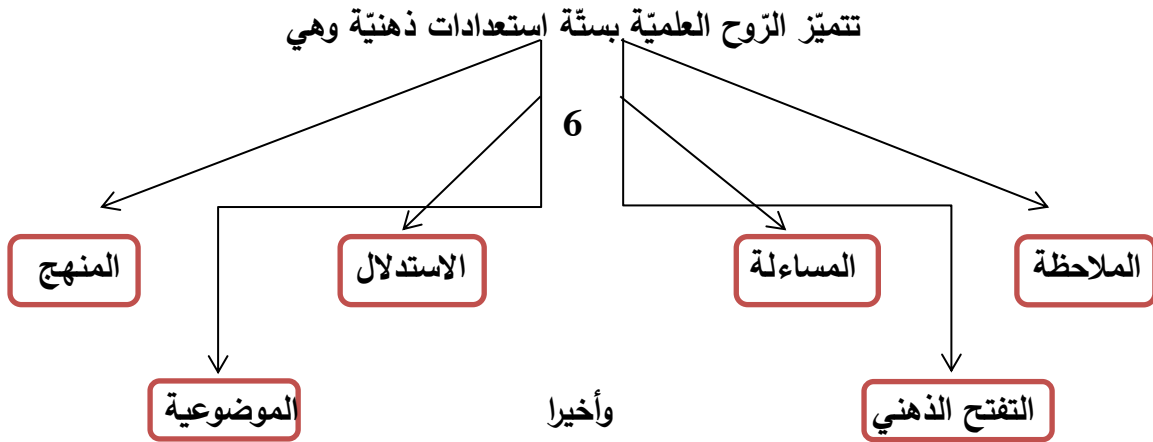 تتميّز الرّوح العلميّة بستّة استعدادات ذهنيّة وهي
6
الملاحظة
المساءلة
الاستدلال
المنهج
التفتح الذهني
وأخيرا
الموضوعية